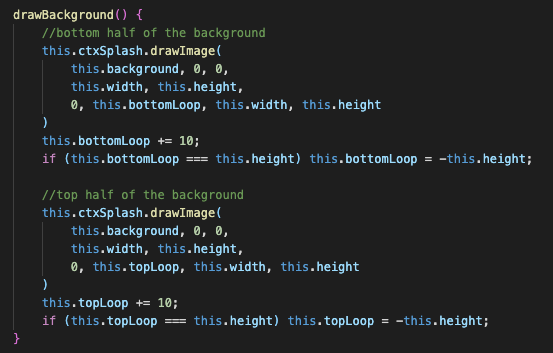 drawBackground() {
    //bottom half of the background
    this.ctxSplash.drawImage(
        this.background, 0, 0,
        this.width, this.height,
        0, this.bottomLoop, this.width, this.height
    )
    this.bottomLoop += 10;
    if (this.bottomLoop === this.height) this.bottomLoop = -this.height;

    //top half of the background
    this.ctxSplash.drawImage(
        this.background, 0, 0,
        this.width, this.height,
        0, this.topLoop, this.width, this.height
    )
    this.topLoop += 10;
    if (this.topLoop === this.height) this.topLoop = -this.height;
}